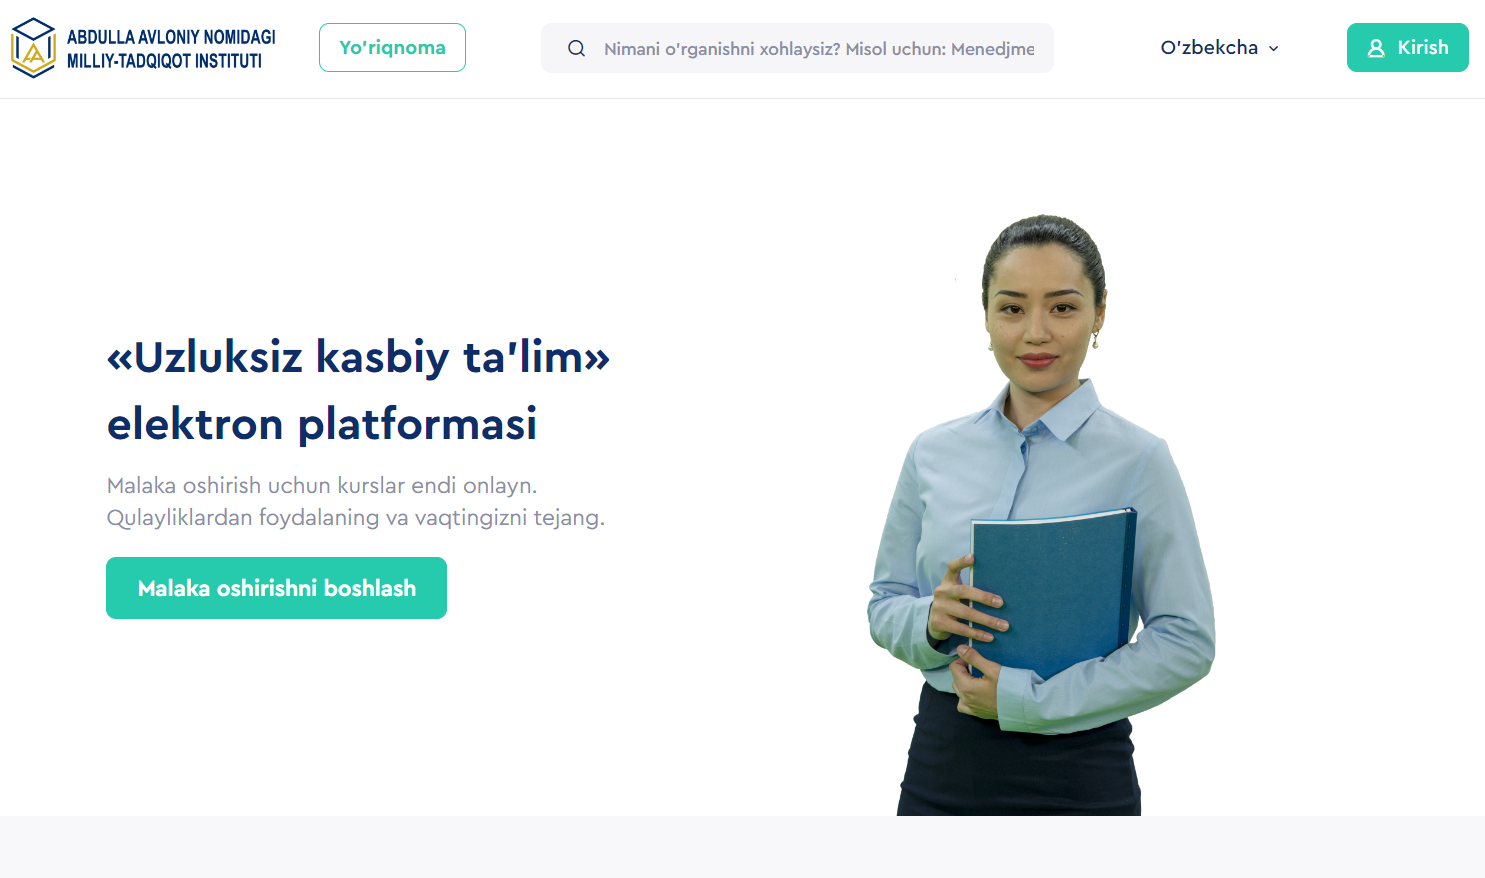 ABDULLA AVLONIY NOMIDAGI
MILLIY-TADQIQOT INSTITUTI
Yo'riqnoma
Nimani o'rganishni xohlaysiz? Misol uchun: Menedjme
O'zbekcha
Kirish
«Uzluksiz kasbiy ta'lim»
elektron platformasi
Malaka oshirish uchun kurslar endi onlayn.
Qulayliklardan foydalaning va vaqtingizni tejang.
Malaka oshirishni boshlash